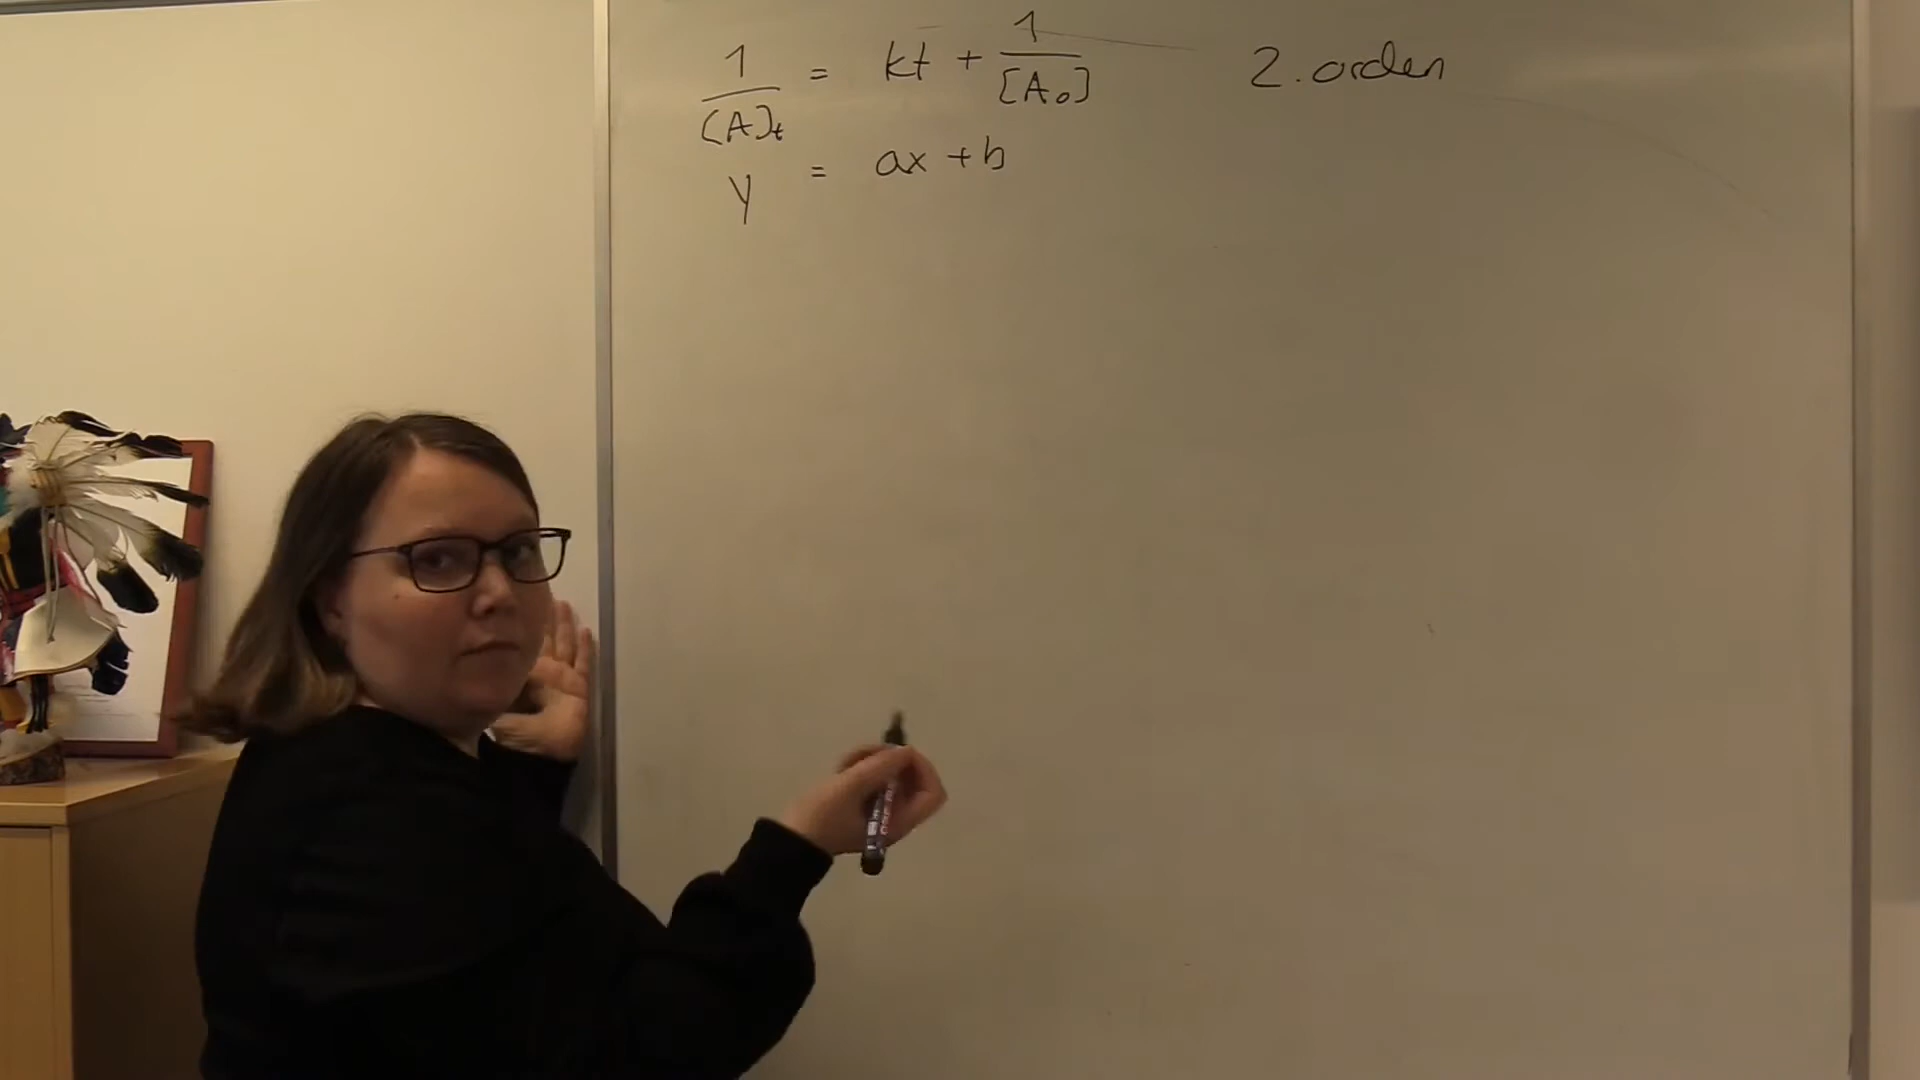 1/[A]t = kt + 1/[A₀] 2. orden
y = ax + b